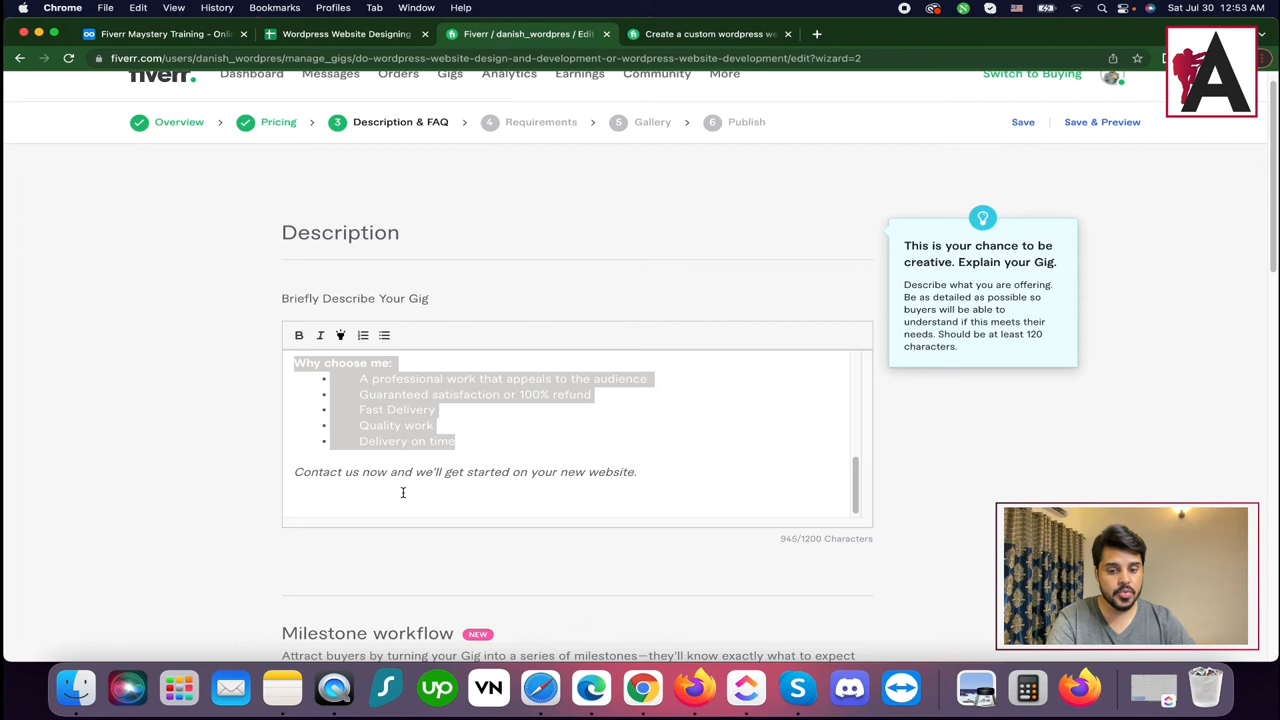 Chrome File Edit View History Bookmarks Profiles Tab Window Help Sat Jul 30 12:53 AM
Fiverr Maystery Training - Onli
Wordpress Website Designing
Fiverr / danish_wordpres / Edit
Create a custom wordpress we
fiverr.com/users/danish_wordpres/manage_gigs/do-wordpress-website-design-and-development-or-wordpress-website-development/edit?wizard=2
fiverr. Dashboard Messages Orders Gigs Analytics Earnings Community More Switch to Buying
A
Overview Pricing 3 Description & FAQ 4 Requirements 5 Gallery 6 Publish Save Save & Preview
Description
This is your chance to be
creative. Explain your Gig.
Describe what you are offering.
Be as detailed as possible so
buyers will be able to
understand if this meets their
needs. Should be at least 120
characters.
Briefly Describe Your Gig
B I
Why choose me:
• A professional work that appeals to the audience
• Guaranteed satisfaction or 100% refund
• Fast Delivery
• Quality work
• Delivery on time
Contact us now and we'll get started on your new website.
945/1200 Characters
Milestone workflow NEW
Attract buyers by turning your Gig into a series of milestones—they'll know exactly what to expect
up VN